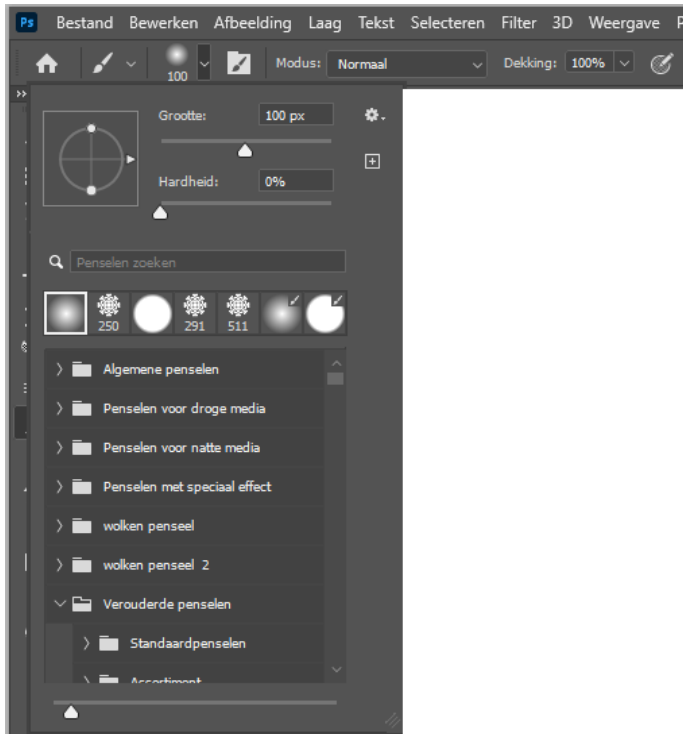 Ps Bestand Bewerken Afbeelding Laag Tekst Selecteren Filter 3D Weergave P
100 Modus: Normaal Dekking: 100%
Grootte: 100 px
Hardheid: 0%
Penselen zoeken
250 291 511
Algemene penselen
Penselen voor droge media
Penselen voor natte media
Penselen met speciaal effect
wolken penseel
wolken penseel 2
Verouderde penselen
Standaardpenselen
Assortiment